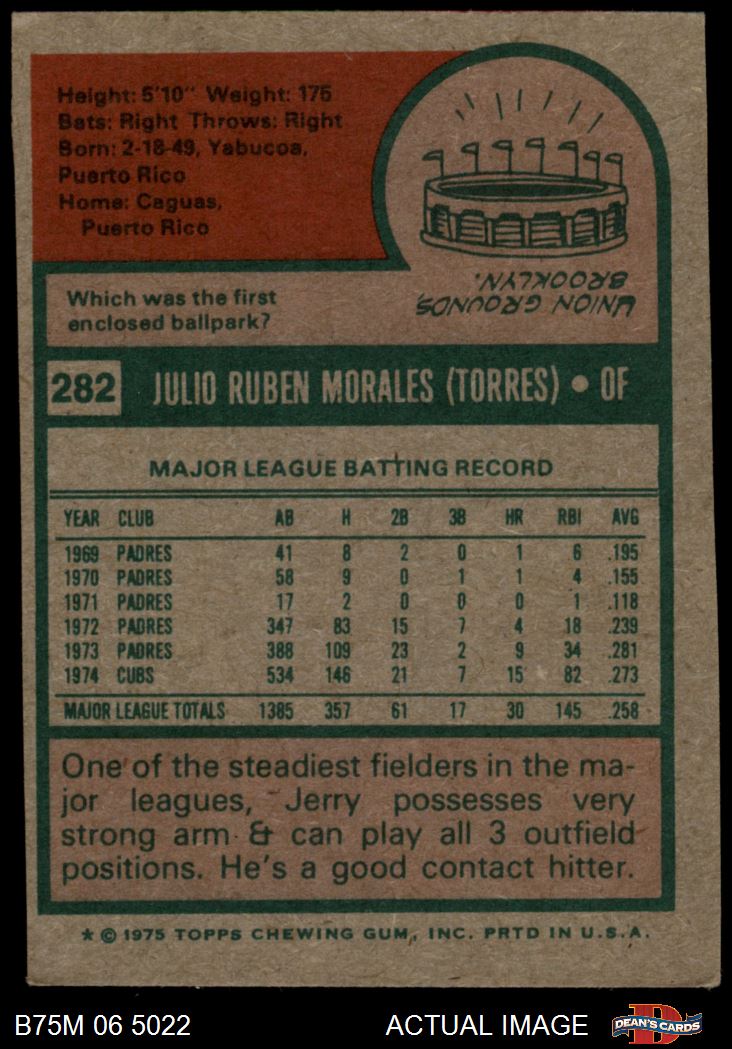 Height: 5'10" Weight: 175
Bats: Right Throws: Right
Born: 2-18-49, Yabucoa,
Puerto Rico
Home: Caguas,
Puerto Rico
UNION GROUNDS,
BROOKLYN.
Which was the first
enclosed ballpark?
282 JULIO RUBEN MORALES (TORRES) • OF
MAJOR LEAGUE BATTING RECORD
YEAR CLUB AB H 2B 3B HR RBI AVG
1969 PADRES 41 8 2 0 1 6 .195
1970 PADRES 58 9 0 1 1 4 .155
1971 PADRES 17 2 0 0 0 1 .118
1972 PADRES 347 83 15 7 4 18 .239
1973 PADRES 388 109 23 2 9 34 .281
1974 CUBS 534 146 21 7 15 82 .273
MAJOR LEAGUE TOTALS 1385 357 61 17 30 145 .258
One of the steadiest fielders in the ma-
jor leagues, Jerry possesses very
strong arm & can play all 3 outfield
positions. He's a good contact hitter.
★ © 1975 TOPPS CHEWING GUM, INC. PRTD IN U.S.A.
B75M 06 5022 ACTUAL IMAGE D DEAN'S CARDS